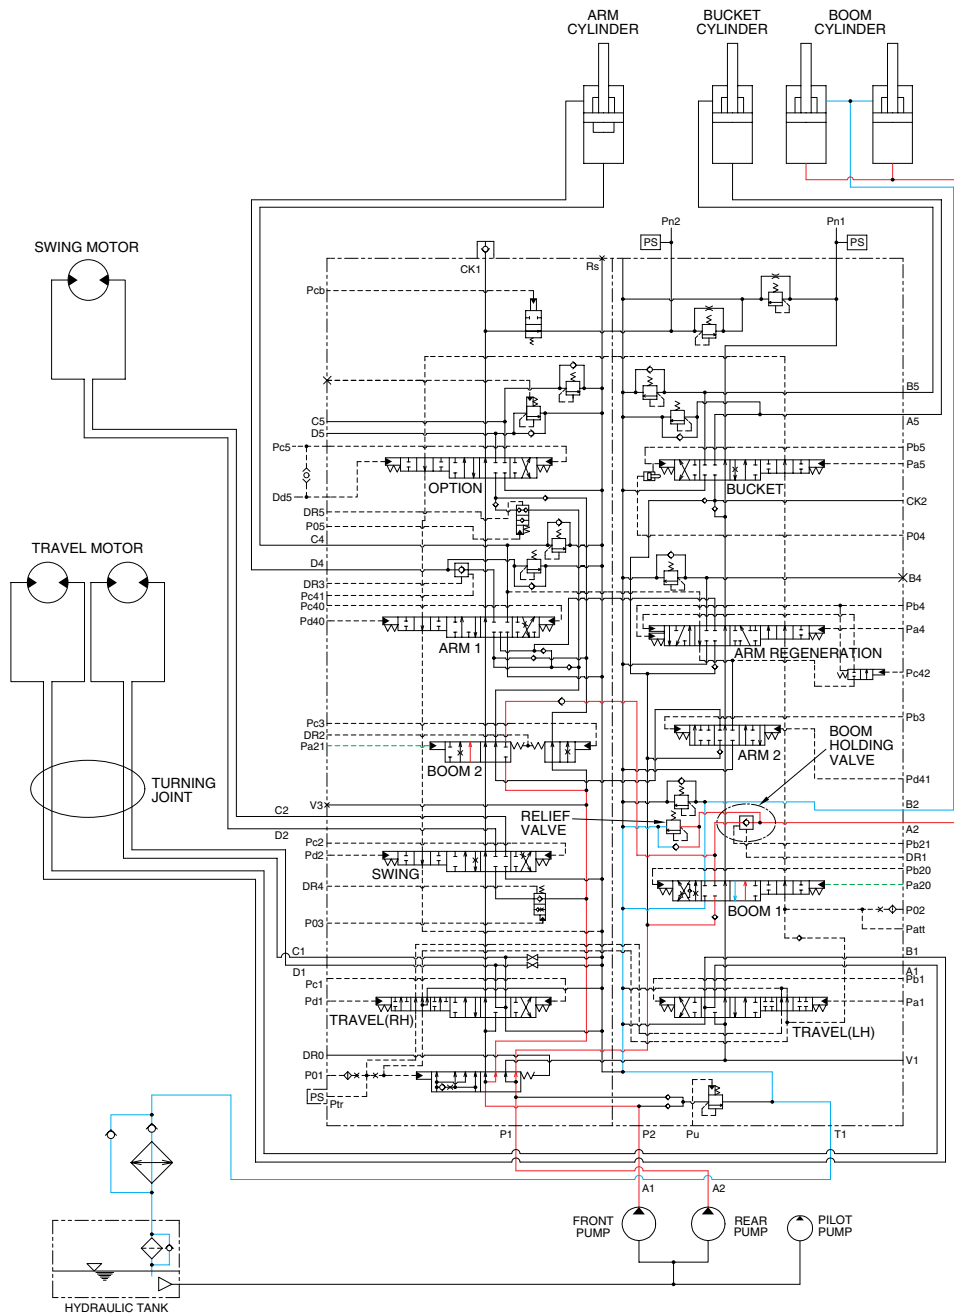 ARM
CYLINDER
BUCKET
CYLINDER
BOOM
CYLINDER
Pn2
Pn1
PS
PS
SWING MOTOR
CK1
Rs
Pcb
B5
C5
A5
D5
Pc5
Pb5
Pa5
OPTION
BUCKET
Dd5
CK2
DR5
P05
P04
C4
TRAVEL MOTOR
D4
DR3
B4
Pc41
Pc40
Pb4
Pd40
Pa4
ARM 1
ARM REGENERATION
Pc42
Pc3
Pb3
DR2
Pa21
BOOM 2
ARM 2
BOOM
HOLDING
VALVE
TURNING
JOINT
Pd41
V3
C2
RELIEF
VALVE
B2
D2
A2
Pc2
Pb21
Pd2
DR1
SWING
Pb20
DR4
Pa20
BOOM 1
P03
P02
Patt
C1
B1
D1
A1
Pc1
Pb1
Pd1
Pa1
TRAVEL(RH)
TRAVEL(LH)
DR0
V1
P01
PS
Ptr
P1
P2
Pu
T1
A1
A2
FRONT
PUMP
REAR
PUMP
PILOT
PUMP
HYDRAULIC TANK